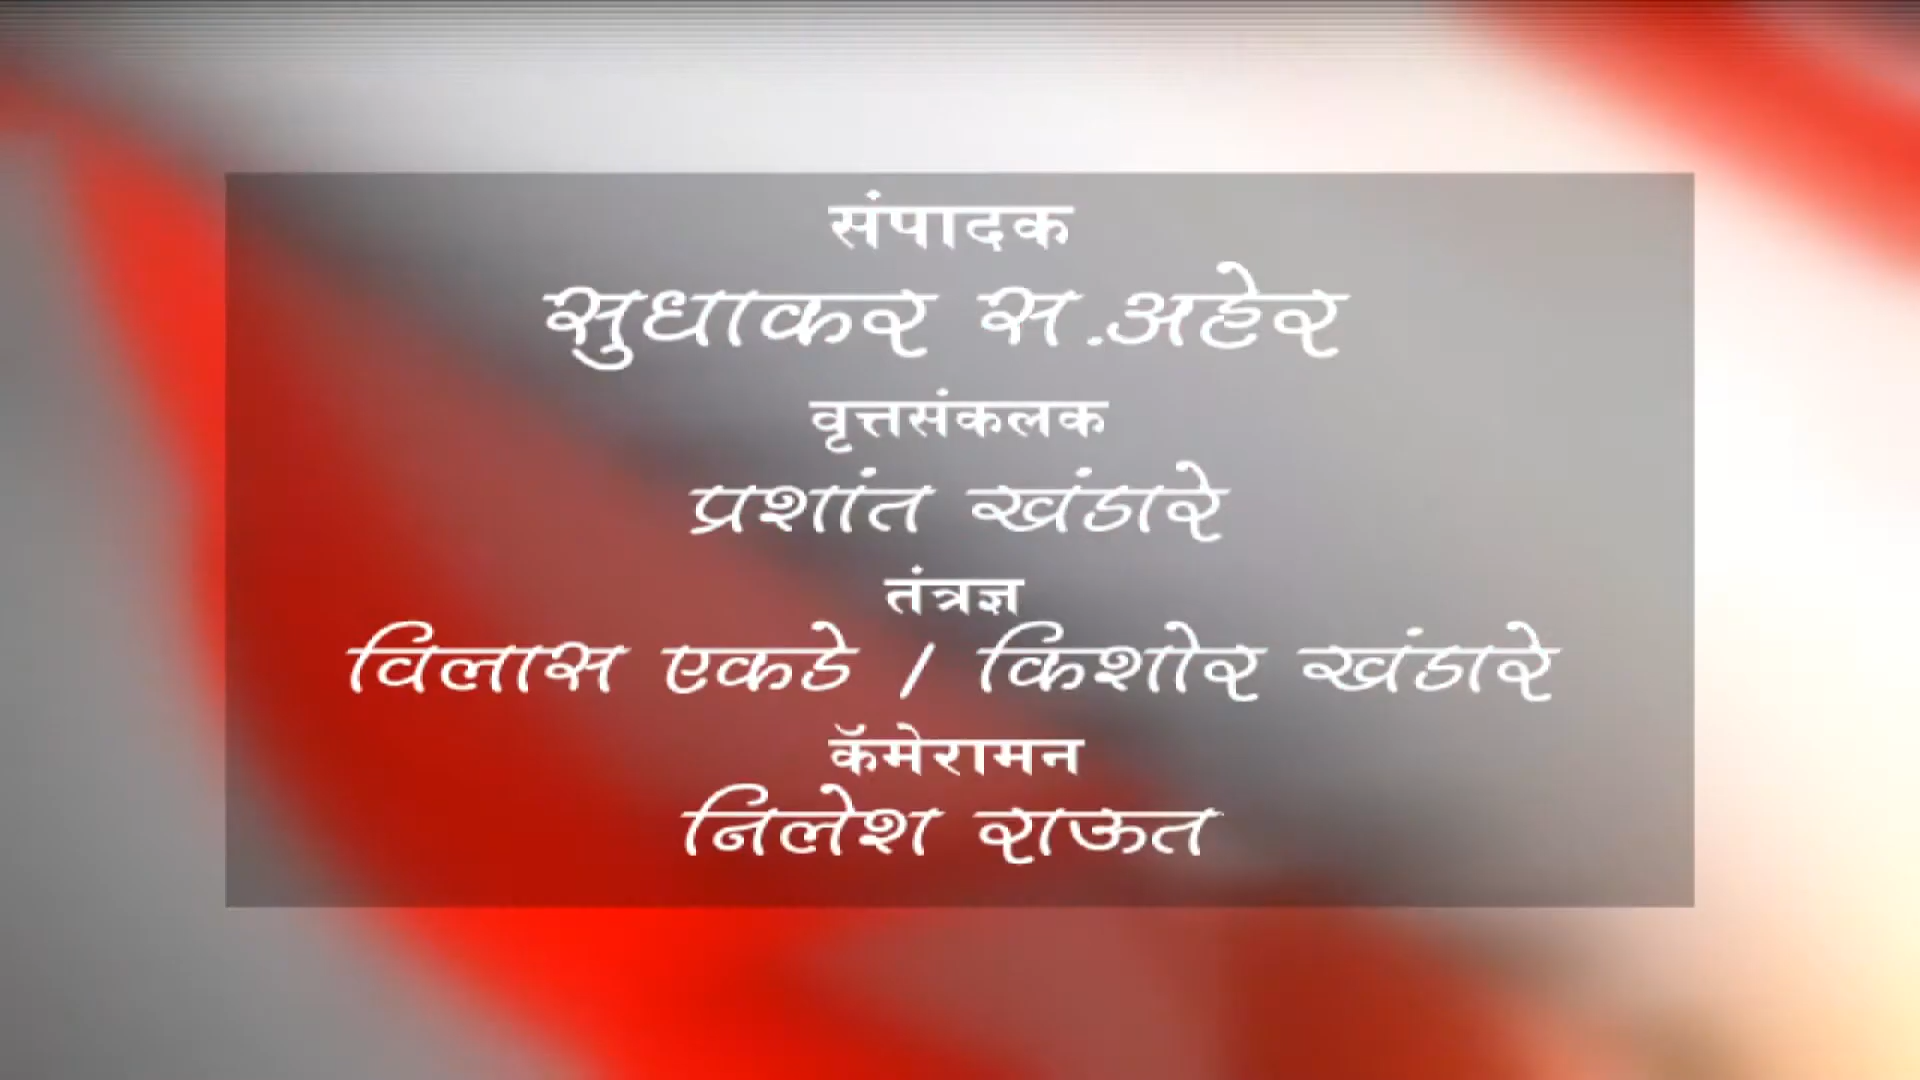 संपादक
सुधाकर स.अहेर
वृत्तसंकलक
प्रशांत खंडारे
तंत्रज्ञ
विलास एकडे / किशोर खंडारे
कॅमेरामन
निलेश राऊत